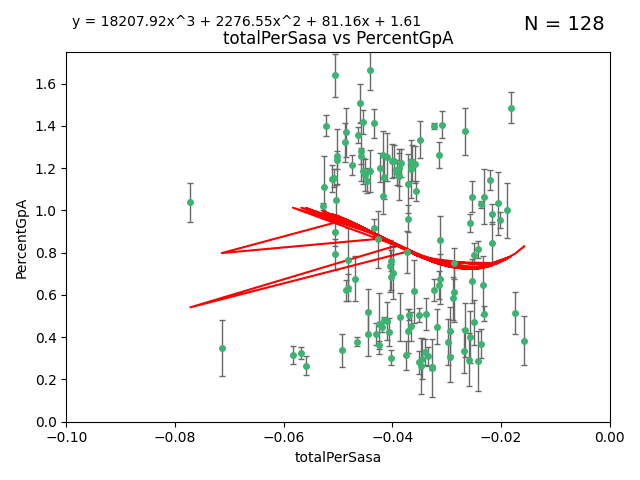 y = 18207.92x^3 + 2276.55x^2 + 81.16x + 1.61
N = 128
totalPerSasa vs PercentGpA
PercentGpA
1.6
1.4
1.2
1.0
0.8
0.6
0.4
0.2
0.0
−0.10 −0.08 −0.06 −0.04 −0.02 0.00
totalPerSasa